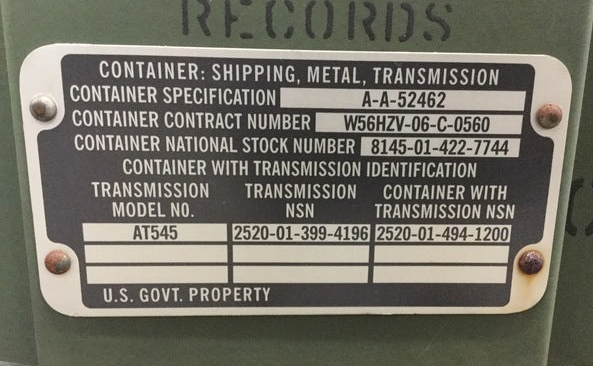 RECORDS
CONTAINER: SHIPPING, METAL, TRANSMISSION
CONTAINER SPECIFICATION A-A-52462
CONTAINER CONTRACT NUMBER W56HZV-06-C-0560
CONTAINER NATIONAL STOCK NUMBER 8145-01-422-7744
CONTAINER WITH TRANSMISSION IDENTIFICATION
TRANSMISSION TRANSMISSION CONTAINER WITH
MODEL NO. NSN TRANSMISSION NSN
AT545 2520-01-399-4196 2520-01-494-1200
U.S. GOVT. PROPERTY